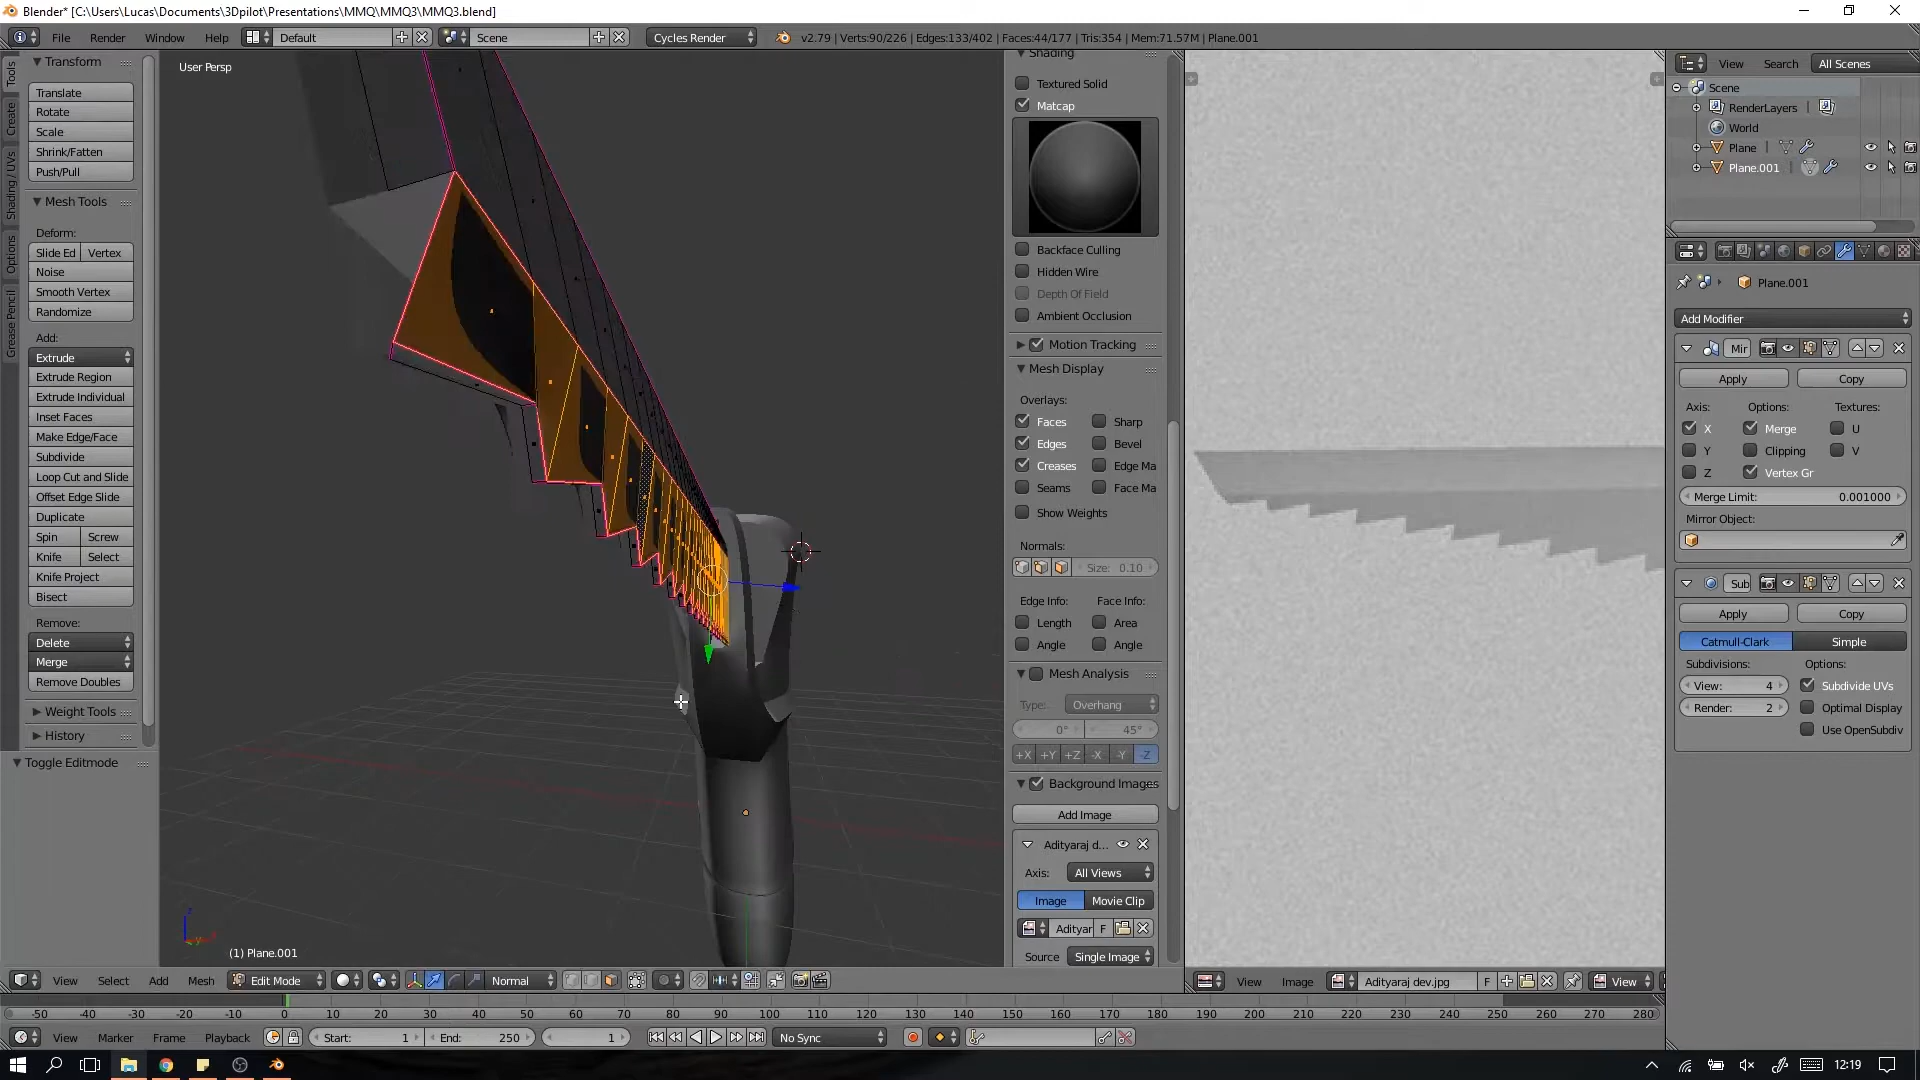 Blender* [C:\Users\Lucas\Documents\3Dpilot\Presentations\MMQ\MMQ3\MMQ3.blend]
File Render Window Help Default Scene Cycles Render v2.79 | Verts:90/226 | Edges:133/402 | Faces:44/177 | Tris:354 | Mem:71.57M | Plane.001
Tools
Create
Shading / UVs
Options
Grease Pencil
Transform
Translate
Rotate
Scale
Shrink/Fatten
Push/Pull
Mesh Tools
Deform:
Slide Ed Vertex
Noise
Smooth Vertex
Randomize
Add:
Extrude
Extrude Region
Extrude Individual
Inset Faces
Make Edge/Face
Subdivide
Loop Cut and Slide
Offset Edge Slide
Duplicate
Spin Screw
Knife Select
Knife Project
Bisect
Remove:
Delete
Merge
Remove Doubles
Weight Tools
History
Toggle Editmode
User Persp
(1) Plane.001
Shading
Textured Solid
Matcap
Backface Culling
Hidden Wire
Depth Of Field
Ambient Occlusion
Motion Tracking
Mesh Display
Overlays:
Faces Sharp
Edges Bevel
Creases Edge Ma
Seams Face Ma
Show Weights
Normals:
Size: 0.10
Edge Info: Face Info:
Length Area
Angle Angle
Mesh Analysis
Type: Overhang
0° 45°
+X +Y +Z -X -Y -Z
Background Images
Add Image
Adityaraj d...
Axis: All Views
Image Movie Clip
Adityar F
Source Single Image
View Search All Scenes
Scene
RenderLayers
World
Plane
Plane.001
Plane.001
Add Modifier
Mir
Apply Copy
Axis: Options: Textures:
X Merge U
Y Clipping V
Z Vertex Gr
Merge Limit: 0.001000
Mirror Object:
Sub
Apply Copy
Catmull-Clark Simple
Subdivisions: Options:
View: 4 Subdivide UVs
Render: 2 Optimal Display
Use OpenSubdiv
View Select Add Mesh Edit Mode Normal
View Image Adityaraj dev.jpg F View
-50 -40 -30 -20 -10 0 10 20 30 40 50 60 70 80 90 100 110 120 130 140 150 160 170 180 190 200 210 220 230 240 250 260 270 280
View Marker Frame Playback Start: 1 End: 250 1 No Sync
12:19